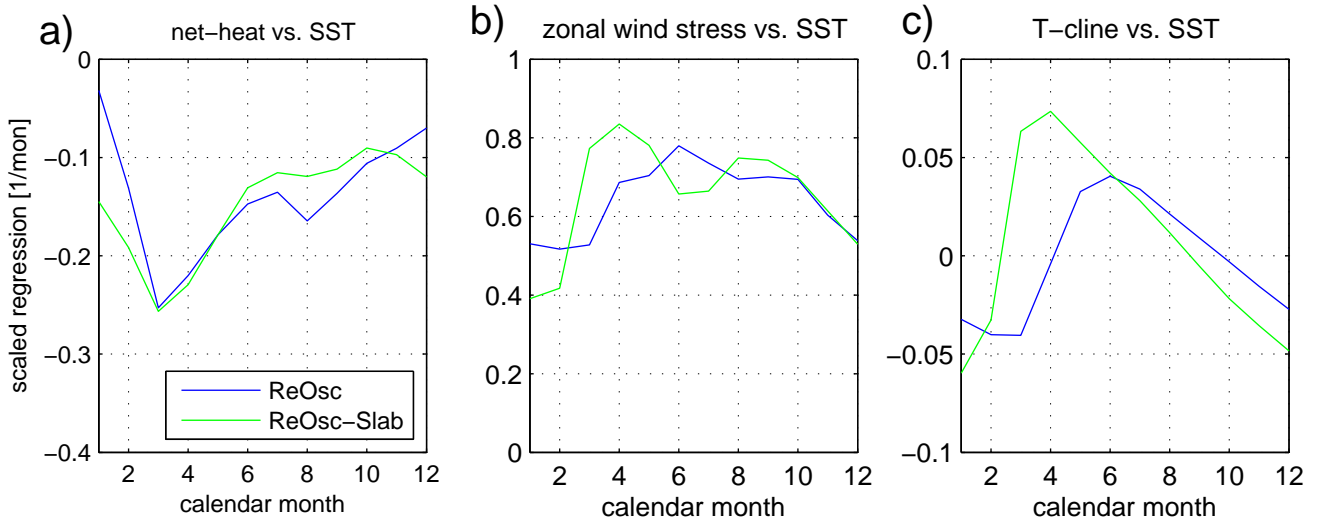 a)
net-heat vs. SST
scaled regression [1/mon]
0
-0.1
-0.2
-0.3
-0.4
2 4 6 8 10 12
calendar month
ReOsc
ReOsc-Slab
b)
zonal wind stress vs. SST
1
0.8
0.6
0.4
0.2
0
2 4 6 8 10 12
calendar month
c)
T-cline vs. SST
0.1
0.05
0
-0.05
-0.1
2 4 6 8 10 12
calendar month